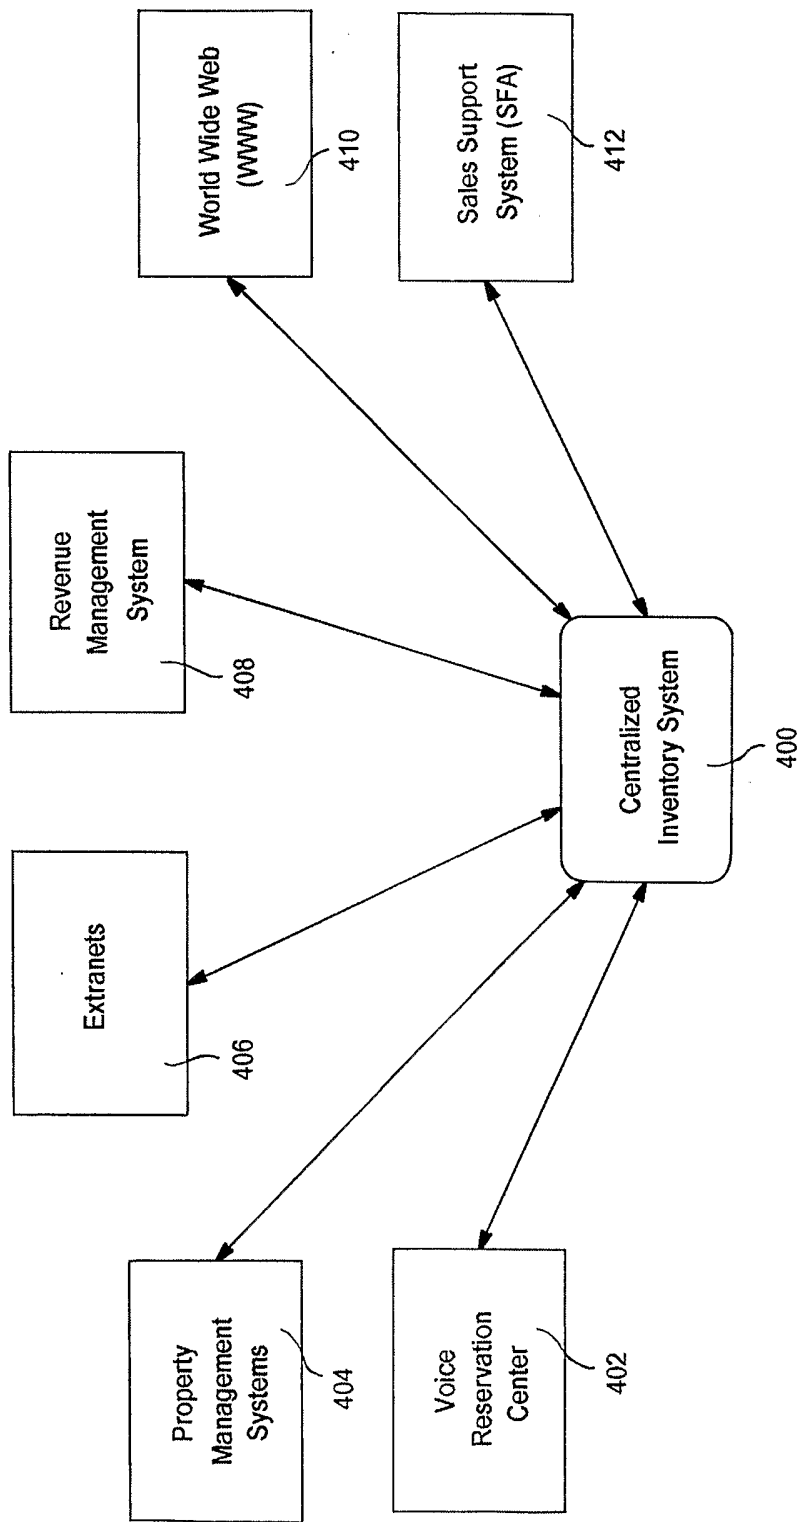 Property
Management
Systems
404
Voice
Reservation
Center
402
Extranets
406
Revenue
Management
System
408
World Wide Web
(WWW)
410
Sales Support
System (SFA)
412
Centralized
Inventory System
400